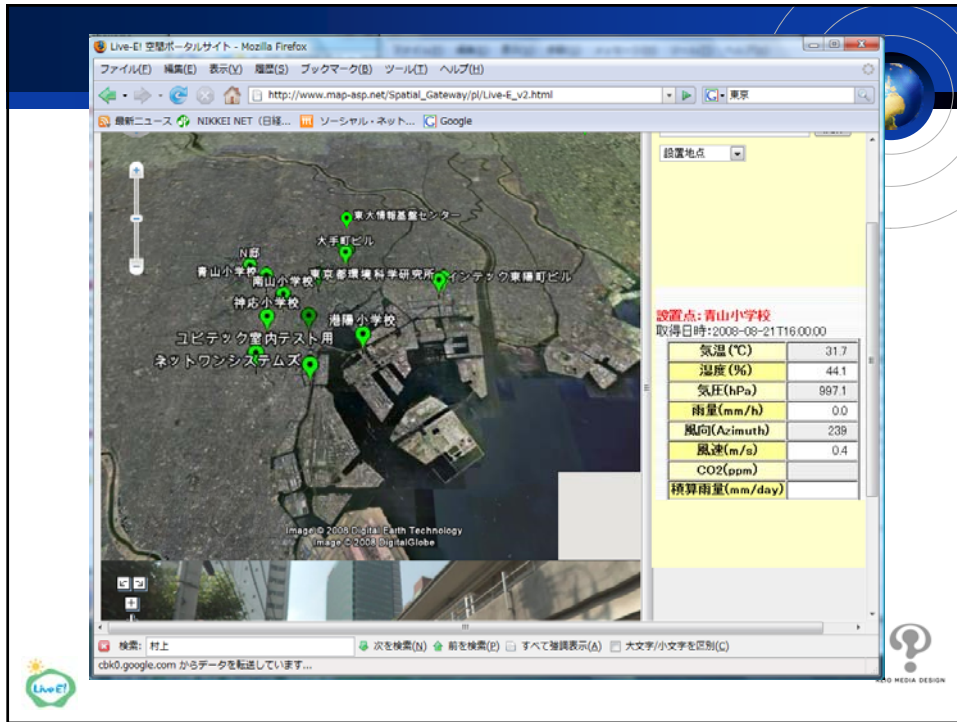 Live-E! 空間ポータルサイト - Mozilla Firefox
ファイル(F) 編集(E) 表示(V) 履歴(S) ブックマーク(B) ツール(T) ヘルプ(H)
http://www.map-asp.net/Spatial_Gateway/pl/Live-E_v2.html
東京
最新ニュース NIKKEI NET (日経... ソーシャル・ネット... Google
設置地点
東大情報基盤センター
大手町ビル
N邸
青山小学校
南山小学校
東京都環境科学研究所
インテック東陽町ビル
神応小学校
港陽小学校
ユビテック室内テスト用
ネットワンシステムズ
設置点:青山小学校
取得日時:2008-08-21T16:00:00
気温(℃) 31.7
湿度(%) 44.1
気圧(hPa) 997.1
雨量(mm/h) 0.0
風向(Azimuth) 239
風速(m/s) 0.4
CO2(ppm)
積算雨量(mm/day)
Image © 2008 Digital Earth Technology
Image © 2008 DigitalGlobe
検索: 村上 次を検索(N) 前を検索(P) すべて強調表示(A) 大文字/小文字を区別(C)
cbk0.google.com からデータを転送しています...
Live E!
KEIO MEDIA DESIGN